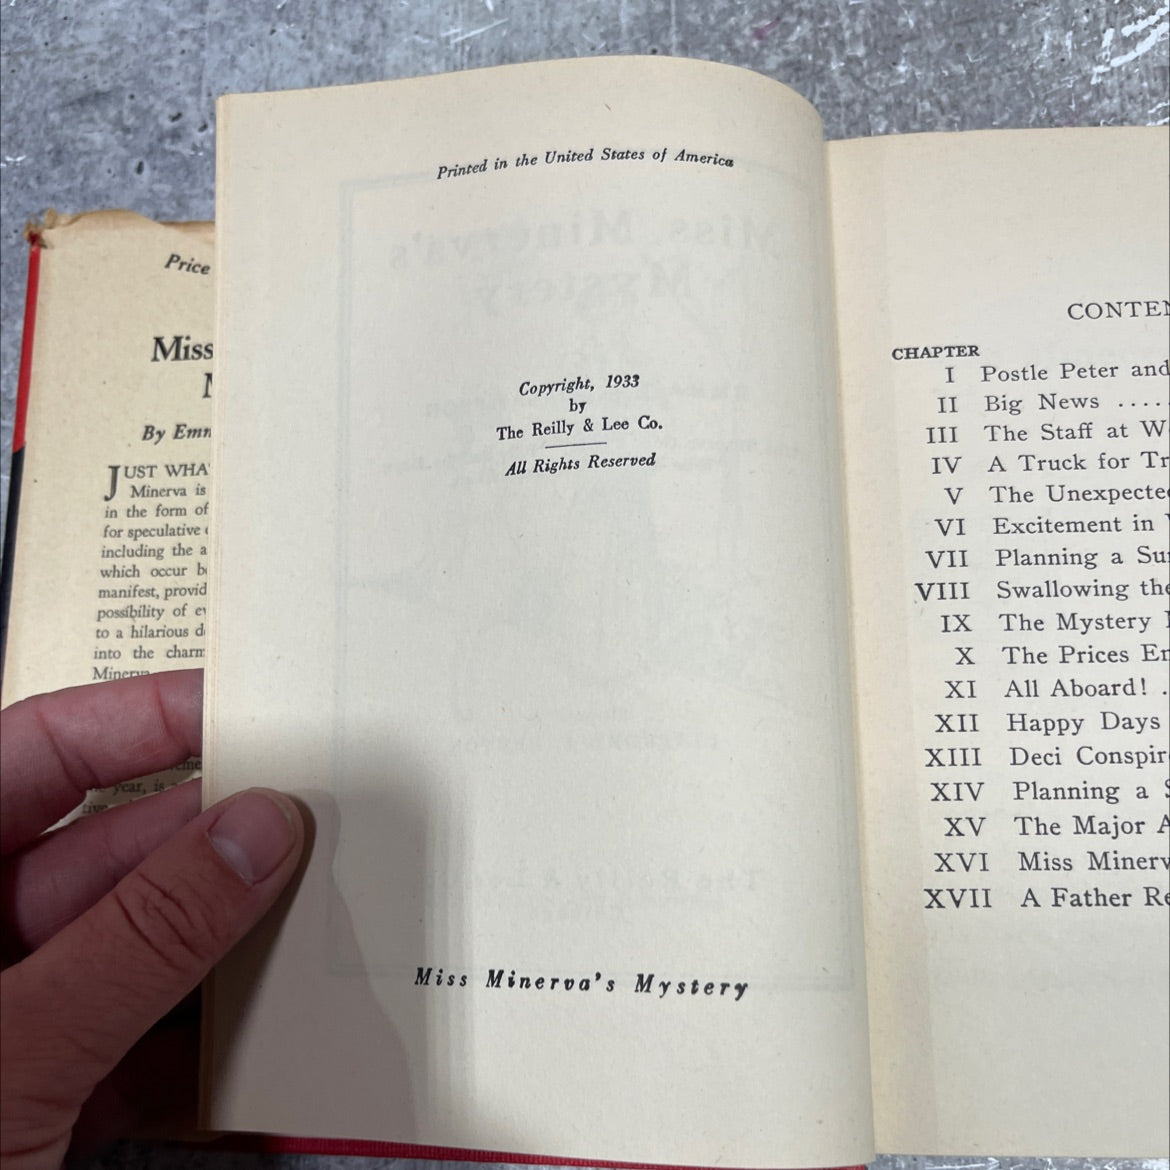 Price
Miss
By Emm
JUST WHA
Minerva is
in the form of
for speculative
including the a
which occur b
manifest, provid
possibility of ev
to a hilarious d
into the charm
Minerva
year, is
Printed in the United States of America
Copyright, 1933
by
The Reilly & Lee Co.
All Rights Reserved
Miss Minerva's Mystery
CONTEN
CHAPTER
I Postle Peter and
II Big News ....
III The Staff at W
IV A Truck for Tr
V The Unexpected
VI Excitement in
VII Planning a Su
VIII Swallowing the
IX The Mystery
X The Prices En
XI All Aboard! .
XII Happy Days
XIII Deci Conspir
XIV Planning a S
XV The Major A
XVI Miss Minerv
XVII A Father Re